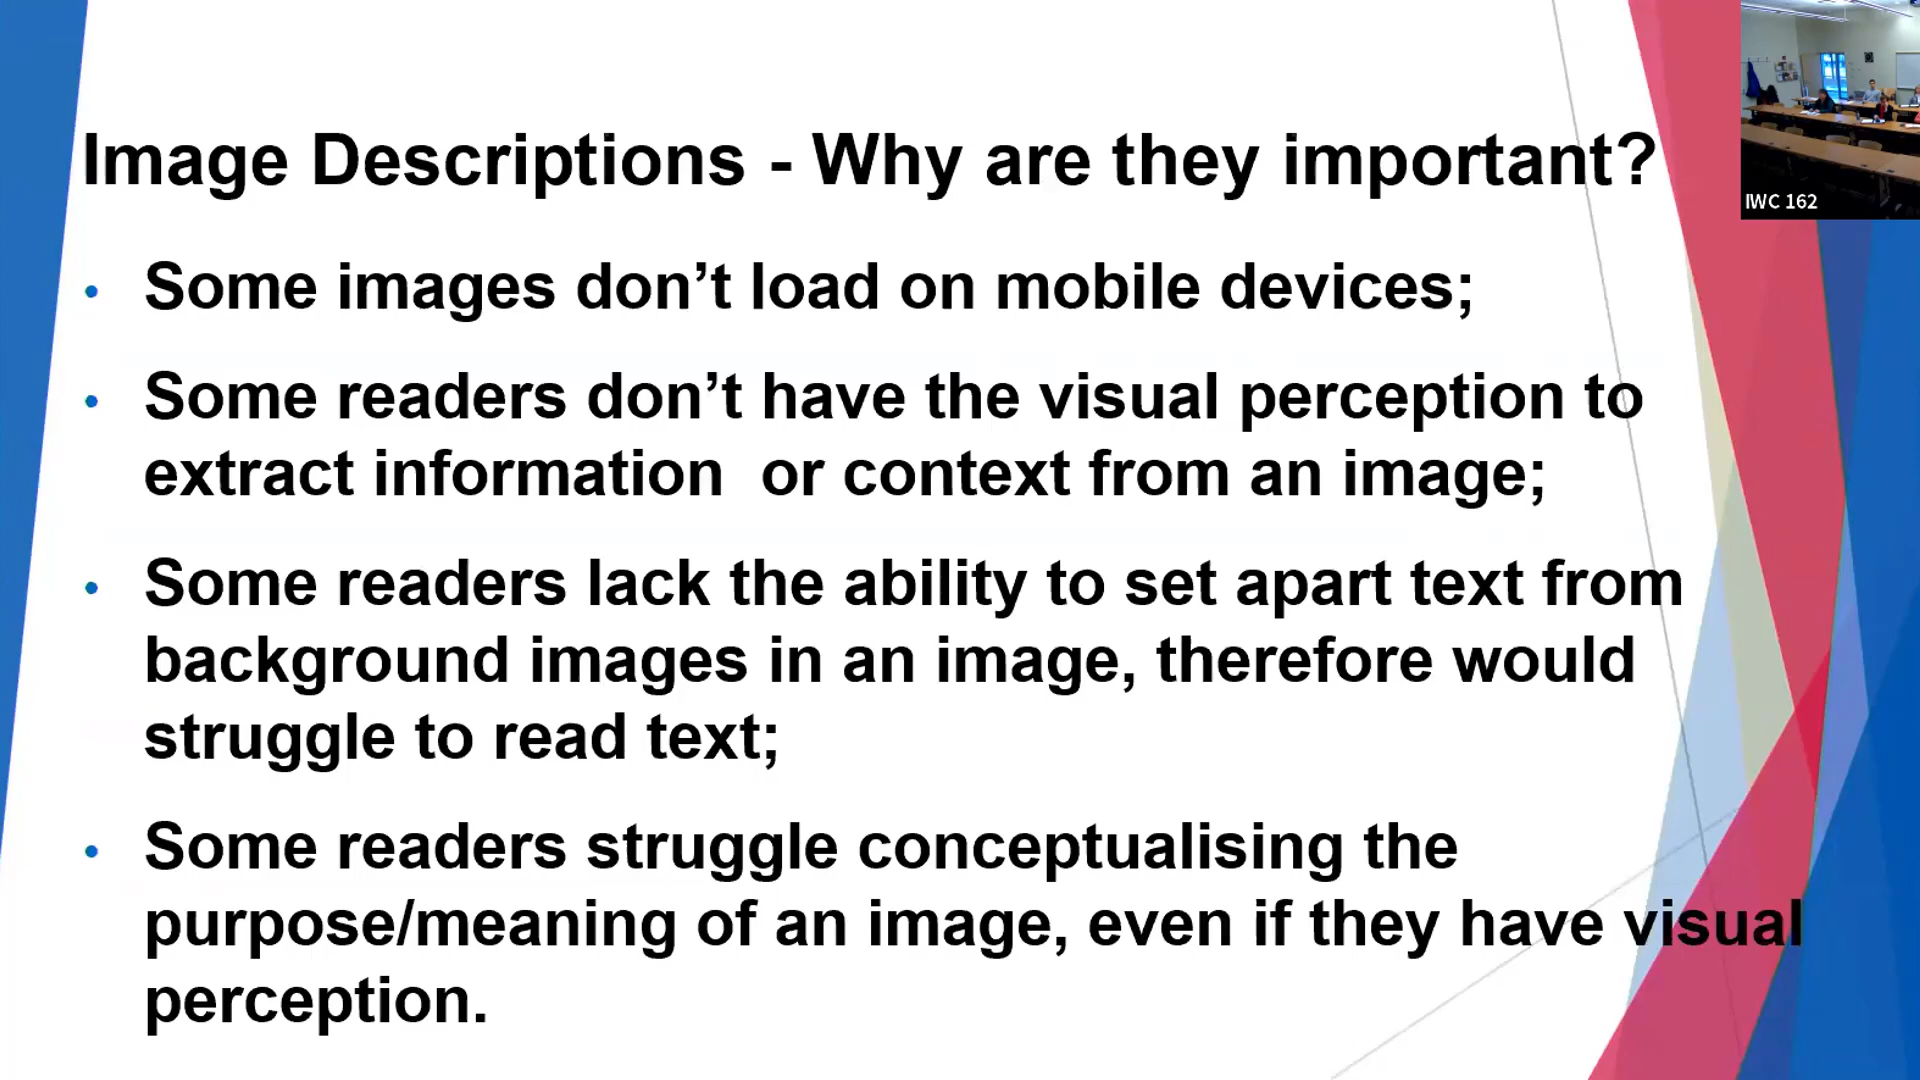 Image Descriptions - Why are they important?
• Some images don’t load on mobile devices;
• Some readers don’t have the visual perception to
extract information  or context from an image;
• Some readers lack the ability to set apart text from
background images in an image, therefore would
struggle to read text;
• Some readers struggle conceptualising the
purpose/meaning of an image, even if they have visual
perception.
IWC 162